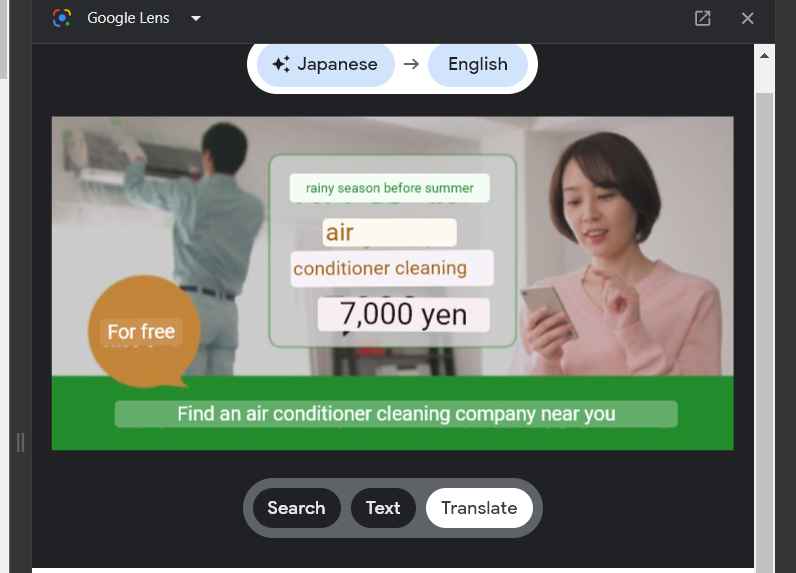 Google Lens
Japanese → English
rainy season before summer
air
conditioner cleaning
7,000 yen
For free
Find an air conditioner cleaning company near you
Search
Text
Translate